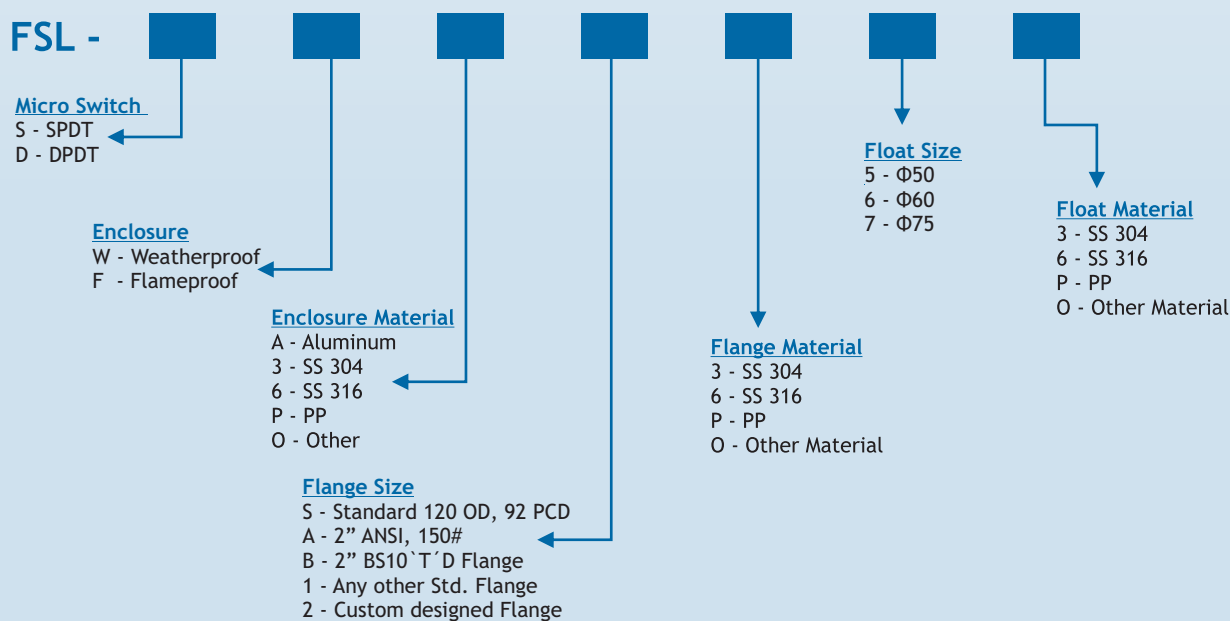 FSL -
Micro Switch
S - SPDT
D - DPDT
Enclosure
W - Weatherproof
F - Flameproof
Enclosure Material
A - Aluminum
3 - SS 304
6 - SS 316
P - PP
O - Other
Flange Size
S - Standard 120 OD, 92 PCD
A - 2” ANSI, 150#
B - 2” BS10`T´D Flange
1 - Any other Std. Flange
2 - Custom designed Flange
Flange Material
3 - SS 304
6 - SS 316
P - PP
O - Other Material
Float Size
5 - Φ50
6 - Φ60
7 - Φ75
Float Material
3 - SS 304
6 - SS 316
P - PP
O - Other Material